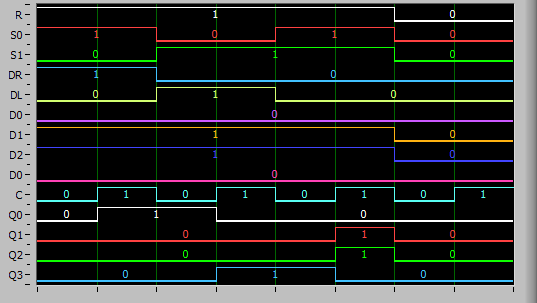 R 1 0
S0 1 0 1 0
S1 0 1 0
DR 1 0
DL 0 1 0
D0 0
D1 1 0
D2 1 0
D0 0
C 0 1 0 1 0 1 0 1
Q0 0 1 0
Q1 0 1 0
Q2 0 1 0
Q3 0 1 0